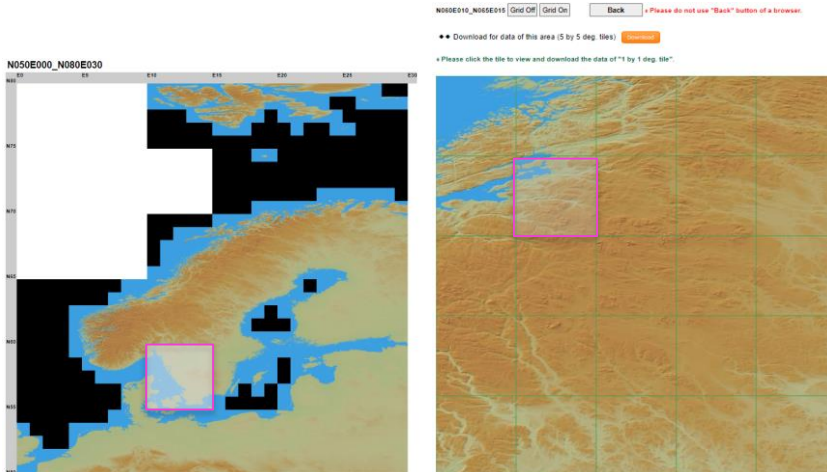 N060E010_N065E015 Grid Off Grid On Back « Please do not use "Back" button of a browser.
◆◆ Download for data of this area (5 by 5 deg. tiles) Download
« Please click the tile to view and download the data of "1 by 1 deg. tile".
N050E000_N080E030
E0 E5 E10 E15 E20 E25 E30
N80
N75
N70
N65
N60
N55
N50